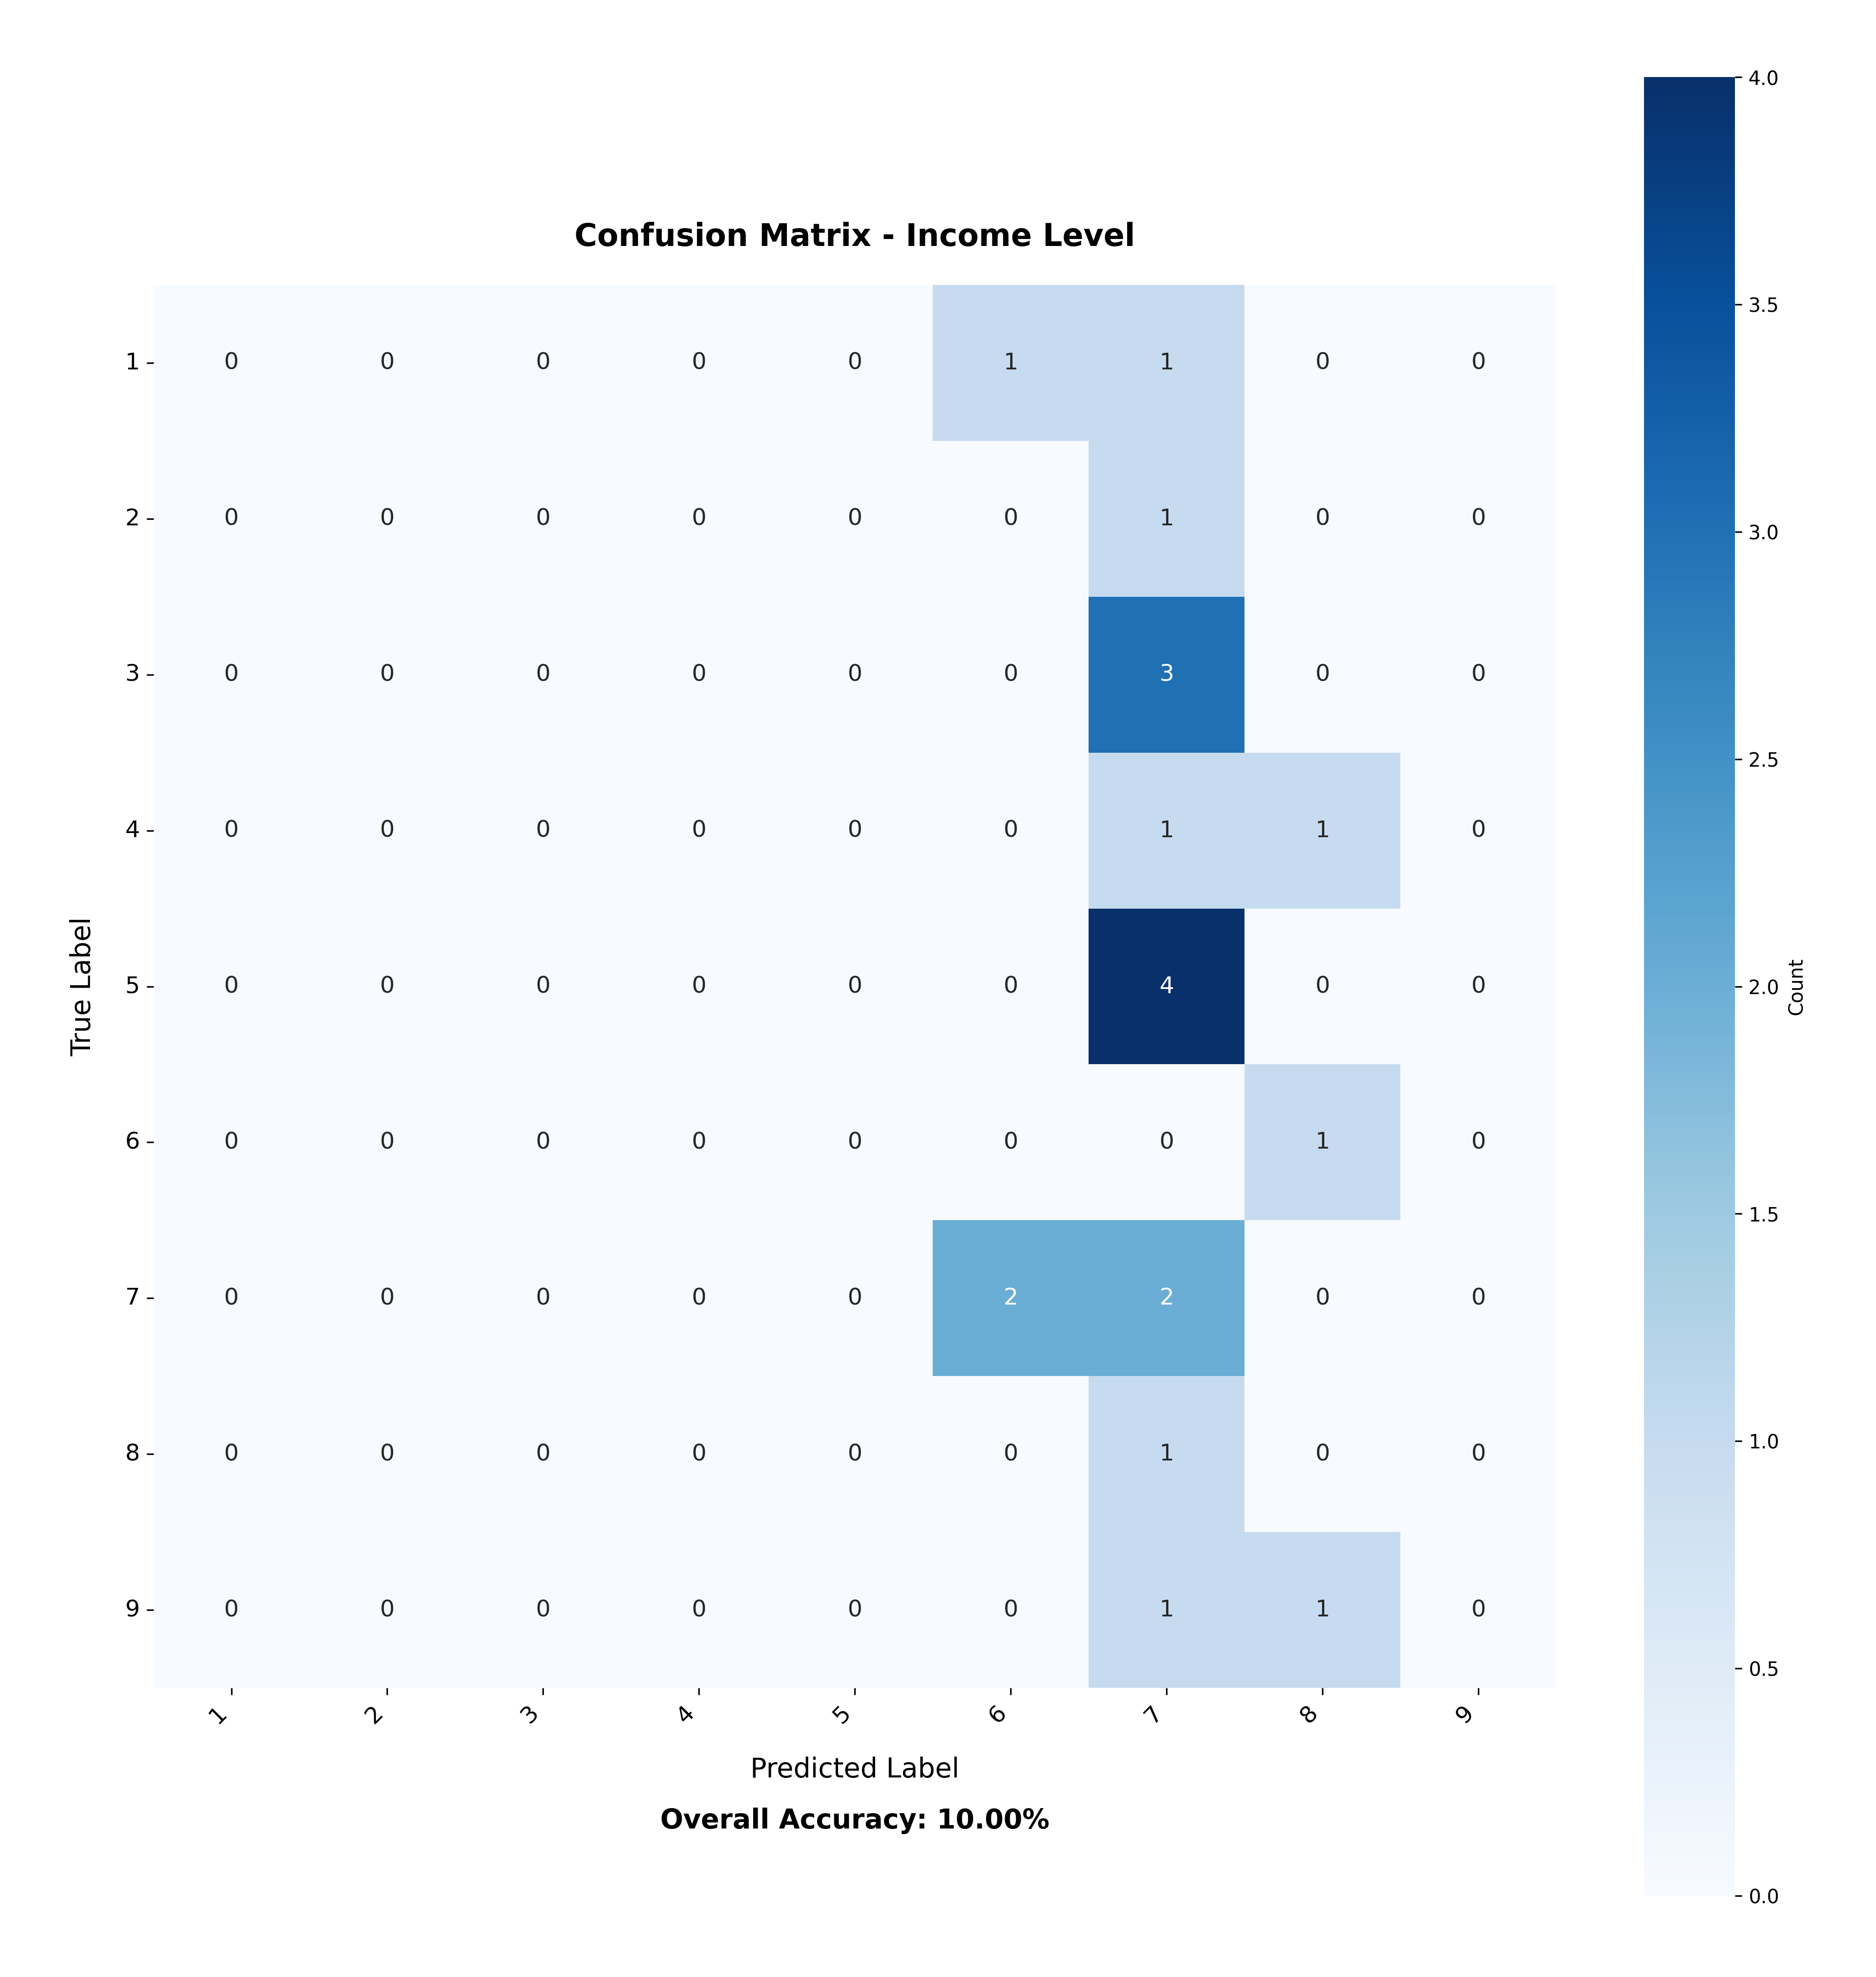 Confusion Matrix - Income Level
True Label
1 0 0 0 0 0 1 1 0 0
2 0 0 0 0 0 0 1 0 0
3 0 0 0 0 0 0 3 0 0
4 0 0 0 0 0 0 1 1 0
5 0 0 0 0 0 0 4 0 0
6 0 0 0 0 0 0 0 1 0
7 0 0 0 0 0 2 2 0 0
8 0 0 0 0 0 0 1 0 0
9 0 0 0 0 0 0 1 1 0
1 2 3 4 5 6 7 8 9
Predicted Label
Overall Accuracy: 10.00%
4.0
3.5
3.0
2.5
2.0
1.5
1.0
0.5
0.0
Count